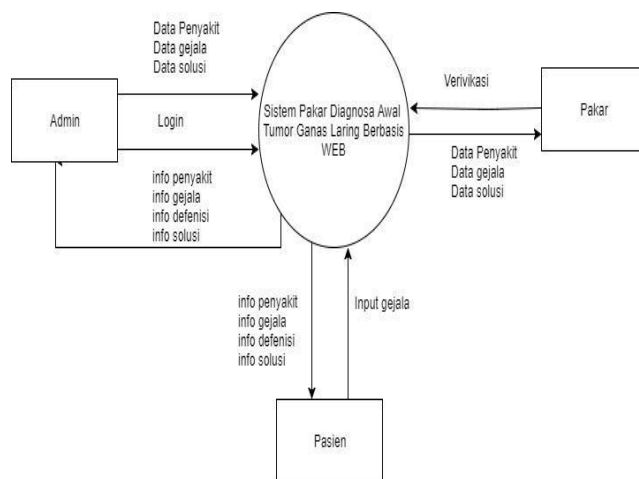 Data Penyakit
Data gejala
Data solusi
Admin
Login
info penyakit
info gejala
info defenisi
info solusi
Sistem Pakar Diagnosa Awal
Tumor Ganas Laring Berbasis
WEB
Verivikasi
Pakar
Data Penyakit
Data gejala
Data solusi
info penyakit
info gejala
info defenisi
info solusi
Input gejala
Pasien